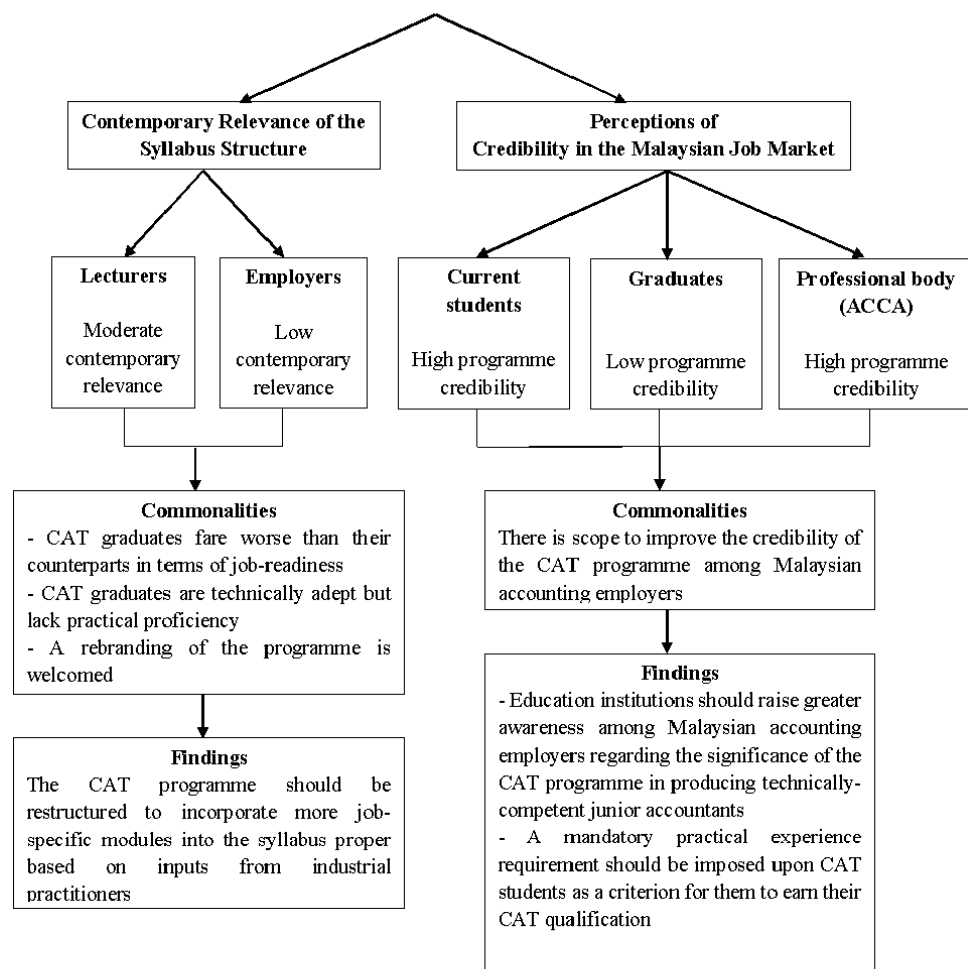 Contemporary Relevance of the
Syllabus Structure
Perceptions of
Credibility in the Malaysian Job Market
Lecturers
Moderate
contemporary
relevance
Employers
Low
contemporary
relevance
Current
students
High programme
credibility
Graduates
Low programme
credibility
Professional body
(ACCA)
High programme
credibility
Commonalities
- CAT graduates fare worse than their
counterparts in terms of job-readiness
- CAT graduates are technically adept but
lack practical proficiency
- A rebranding of the programme is
welcomed
Commonalities
There is scope to improve the credibility of
the CAT programme among Malaysian
accounting employers
Findings
The CAT programme should be
restructured to incorporate more job-
specific modules into the syllabus proper
based on inputs from industrial
practitioners
Findings
- Education institutions should raise greater
awareness among Malaysian accounting
employers regarding the significance of the
CAT programme in producing technically-
competent junior accountants
- A mandatory practical experience
requirement should be imposed upon CAT
students as a criterion for them to earn their
CAT qualification